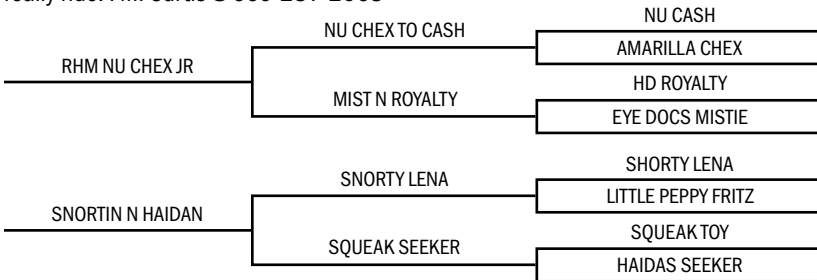 NU CASH
NU CHEX TO CASH
AMARILLA CHEX
RHM NU CHEX JR
HD ROYALTY
MIST N ROYALTY
EYE DOCS MISTIE
SHORTY LENA
SNORTY LENA
LITTLE PEPPY FRITZ
SNORTIN N HAIDAN
SQUEAK TOY
SQUEAK SEEKER
HAIDAS SEEKER